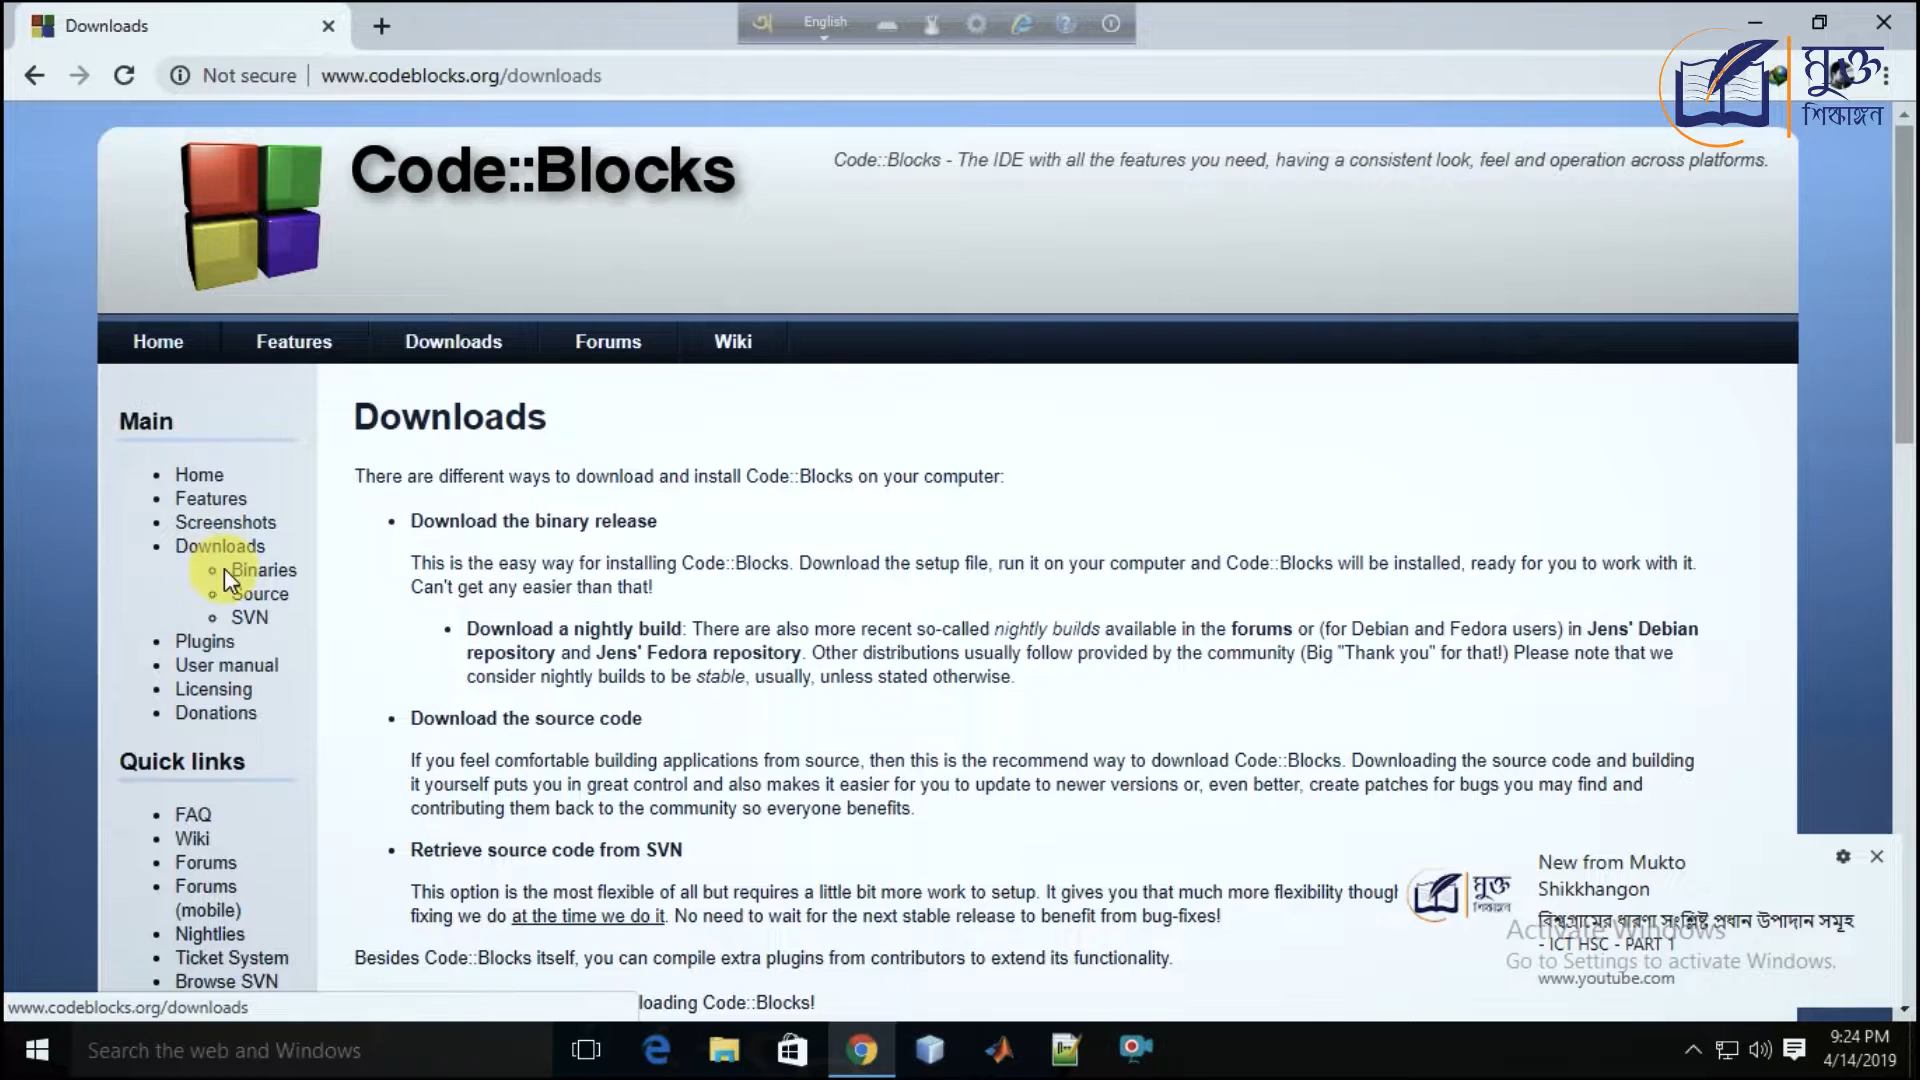 Downloads
English
Not secure
www.codeblocks.org/downloads
মুক্ত
শিক্ষাঙ্গন
Code::Blocks
Code::Blocks - The IDE with all the features you need, having a consistent look, feel and operation across platforms.
Home
Features
Downloads
Forums
Wiki
Main
Home
Features
Screenshots
Downloads
Binaries
Source
SVN
Plugins
User manual
Licensing
Donations
Quick links
FAQ
Wiki
Forums
Forums
(mobile)
Nightlies
Ticket System
Browse SVN
Downloads
There are different ways to download and install Code::Blocks on your computer:
Download the binary release
This is the easy way for installing Code::Blocks. Download the setup file, run it on your computer and Code::Blocks will be installed, ready for you to work with it.
Can't get any easier than that!
Download a nightly build: There are also more recent so-called nightly builds available in the forums or (for Debian and Fedora users) in Jens' Debian
repository and Jens' Fedora repository. Other distributions usually follow provided by the community (Big "Thank you" for that!) Please note that we
consider nightly builds to be stable, usually, unless stated otherwise.
Download the source code
If you feel comfortable building applications from source, then this is the recommend way to download Code::Blocks. Downloading the source code and building
it yourself puts you in great control and also makes it easier for you to update to newer versions or, even better, create patches for bugs you may find and
contributing them back to the community so everyone benefits.
Retrieve source code from SVN
This option is the most flexible of all but requires a little bit more work to setup. It gives you that much more flexibility though
fixing we do at the time we do it. No need to wait for the next stable release to benefit from bug-fixes!
Besides Code::Blocks itself, you can compile extra plugins from contributors to extend its functionality.
loading Code::Blocks!
www.codeblocks.org/downloads
মুক্ত
শিক্ষাঙ্গন
New from Mukto
Shikkhangon
বিশ্বগ্রামের ধারণা সংশ্লিষ্ট প্রধান উপাদান সমূহ
- ICT HSC - PART 1
www.youtube.com
Activate Windows
Go to Settings to activate Windows.
Search the web and Windows
9:24 PM
4/14/2019